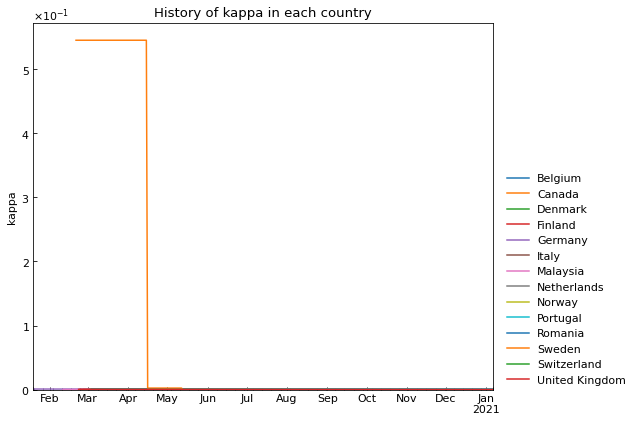 History of kappa in each country
×10⁻¹
5
4
3
2
1
0
kappa
Feb Mar Apr May Jun Jul Aug Sep Oct Nov Dec Jan
2021
Belgium
Canada
Denmark
Finland
Germany
Italy
Malaysia
Netherlands
Norway
Portugal
Romania
Sweden
Switzerland
United Kingdom